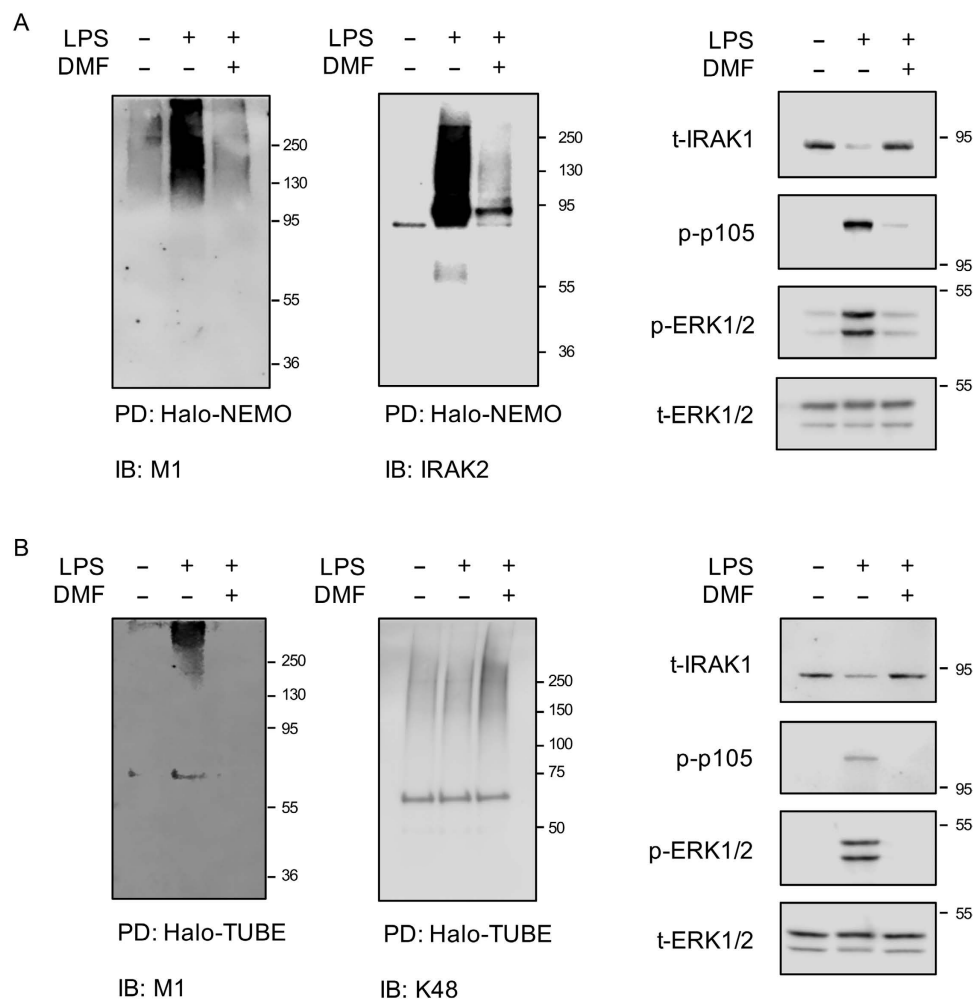 A
LPS – + +
DMF – – +
250
130
95
55
36
PD: Halo-NEMO
IB: M1
LPS – + +
DMF – – +
250
130
95
55
36
PD: Halo-NEMO
IB: IRAK2
LPS – + +
DMF – – +
t-IRAK1 95
p-p105 95
p-ERK1/2 55
t-ERK1/2 55
B
LPS – + +
DMF – – +
250
130
95
55
36
PD: Halo-TUBE
IB: M1
LPS – + +
DMF – – +
250
150
100
75
50
PD: Halo-TUBE
IB: K48
LPS – + +
DMF – – +
t-IRAK1 95
p-p105 95
p-ERK1/2 55
t-ERK1/2 55